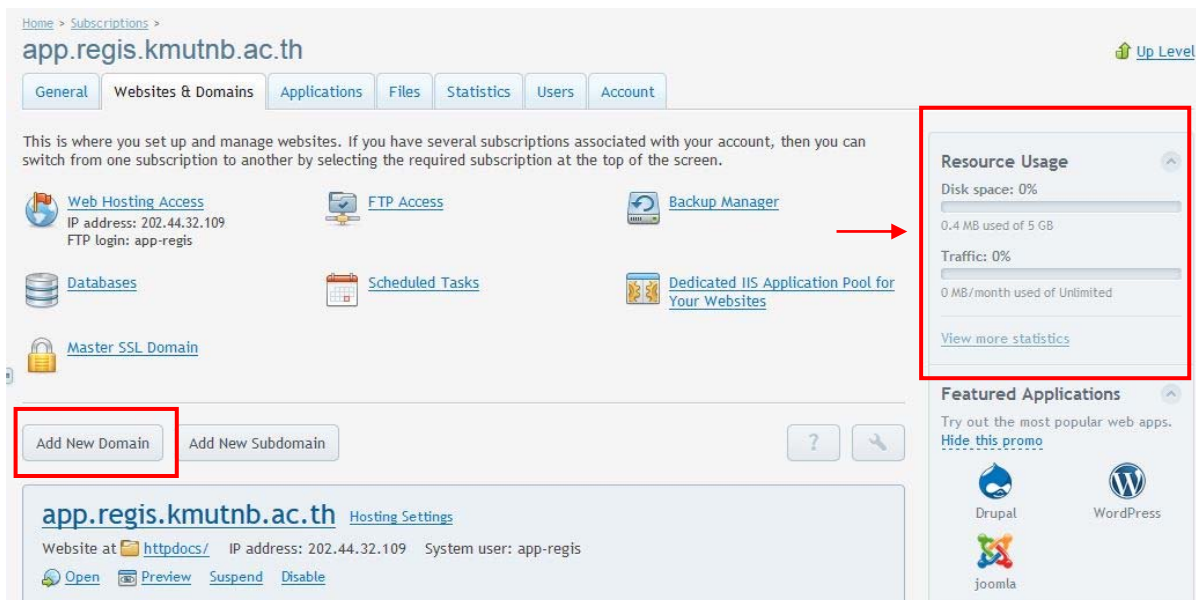 Home > Subscriptions >
app.regis.kmutnb.ac.th
Up Level
General Websites & Domains Applications Files Statistics Users Account
This is where you set up and manage websites. If you have several subscriptions associated with your account, then you can
switch from one subscription to another by selecting the required subscription at the top of the screen.
Web Hosting Access
IP address: 202.44.32.109
FTP login: app-regis
FTP Access
Backup Manager
Databases
Scheduled Tasks
Dedicated IIS Application Pool for
Your Websites
Master SSL Domain
Add New Domain
Add New Subdomain
?
app.regis.kmutnb.ac.th Hosting Settings
Website at httpdocs/ IP address: 202.44.32.109 System user: app-regis
Open Preview Suspend Disable
Resource Usage
Disk space: 0%
0.4 MB used of 5 GB
Traffic: 0%
0 MB/month used of Unlimited
View more statistics
Featured Applications
Try out the most popular web apps.
Hide this promo
Drupal
WordPress
joomla